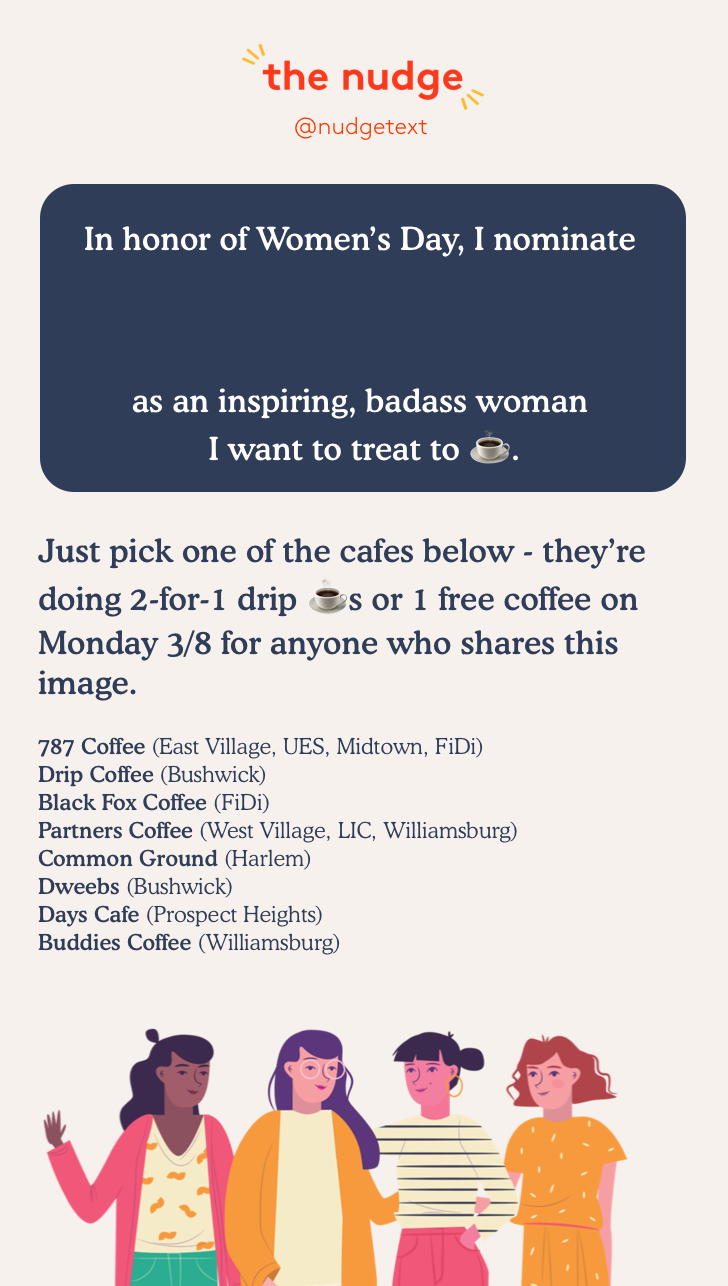 the nudge
@nudgetext
In honor of Women’s Day, I nominate
as an inspiring, badass woman
I want to treat to ☕.
Just pick one of the cafes below - they’re
doing 2-for-1 drip ☕s or 1 free coffee on
Monday 3/8 for anyone who shares this
image.
787 Coffee (East Village, UES, Midtown, FiDi)
Drip Coffee (Bushwick)
Black Fox Coffee (FiDi)
Partners Coffee (West Village, LIC, Williamsburg)
Common Ground (Harlem)
Dweebs (Bushwick)
Days Cafe (Prospect Heights)
Buddies Coffee (Williamsburg)